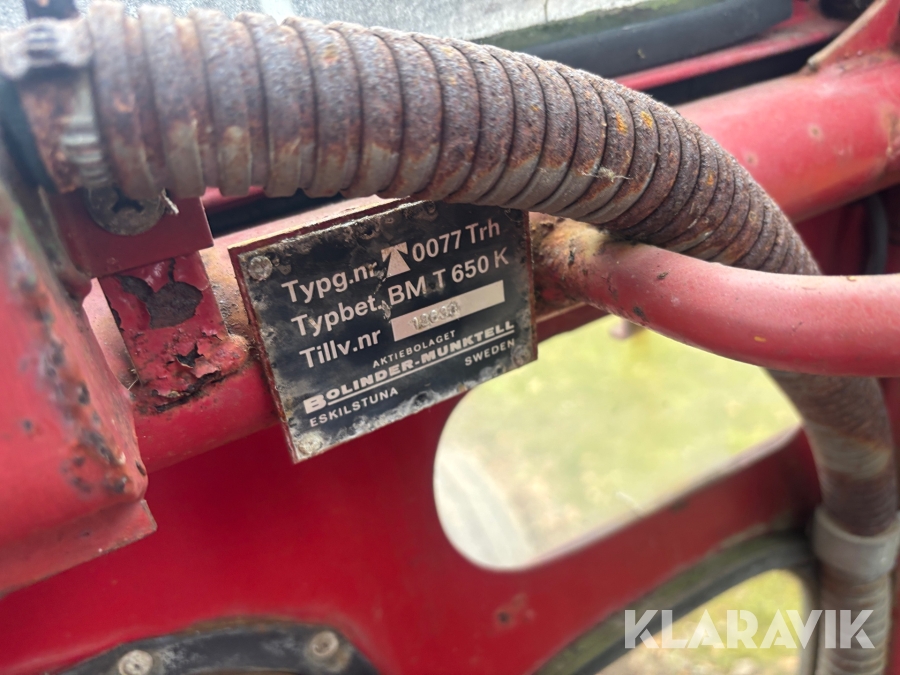 Typg.nr 0077 Trh
Typbet. BM T 650 K
Tillv.nr
AKTIEBOLAGET
BOLINDER-MUNKTELL
ESKILSTUNA SWEDEN
KLARAVIK